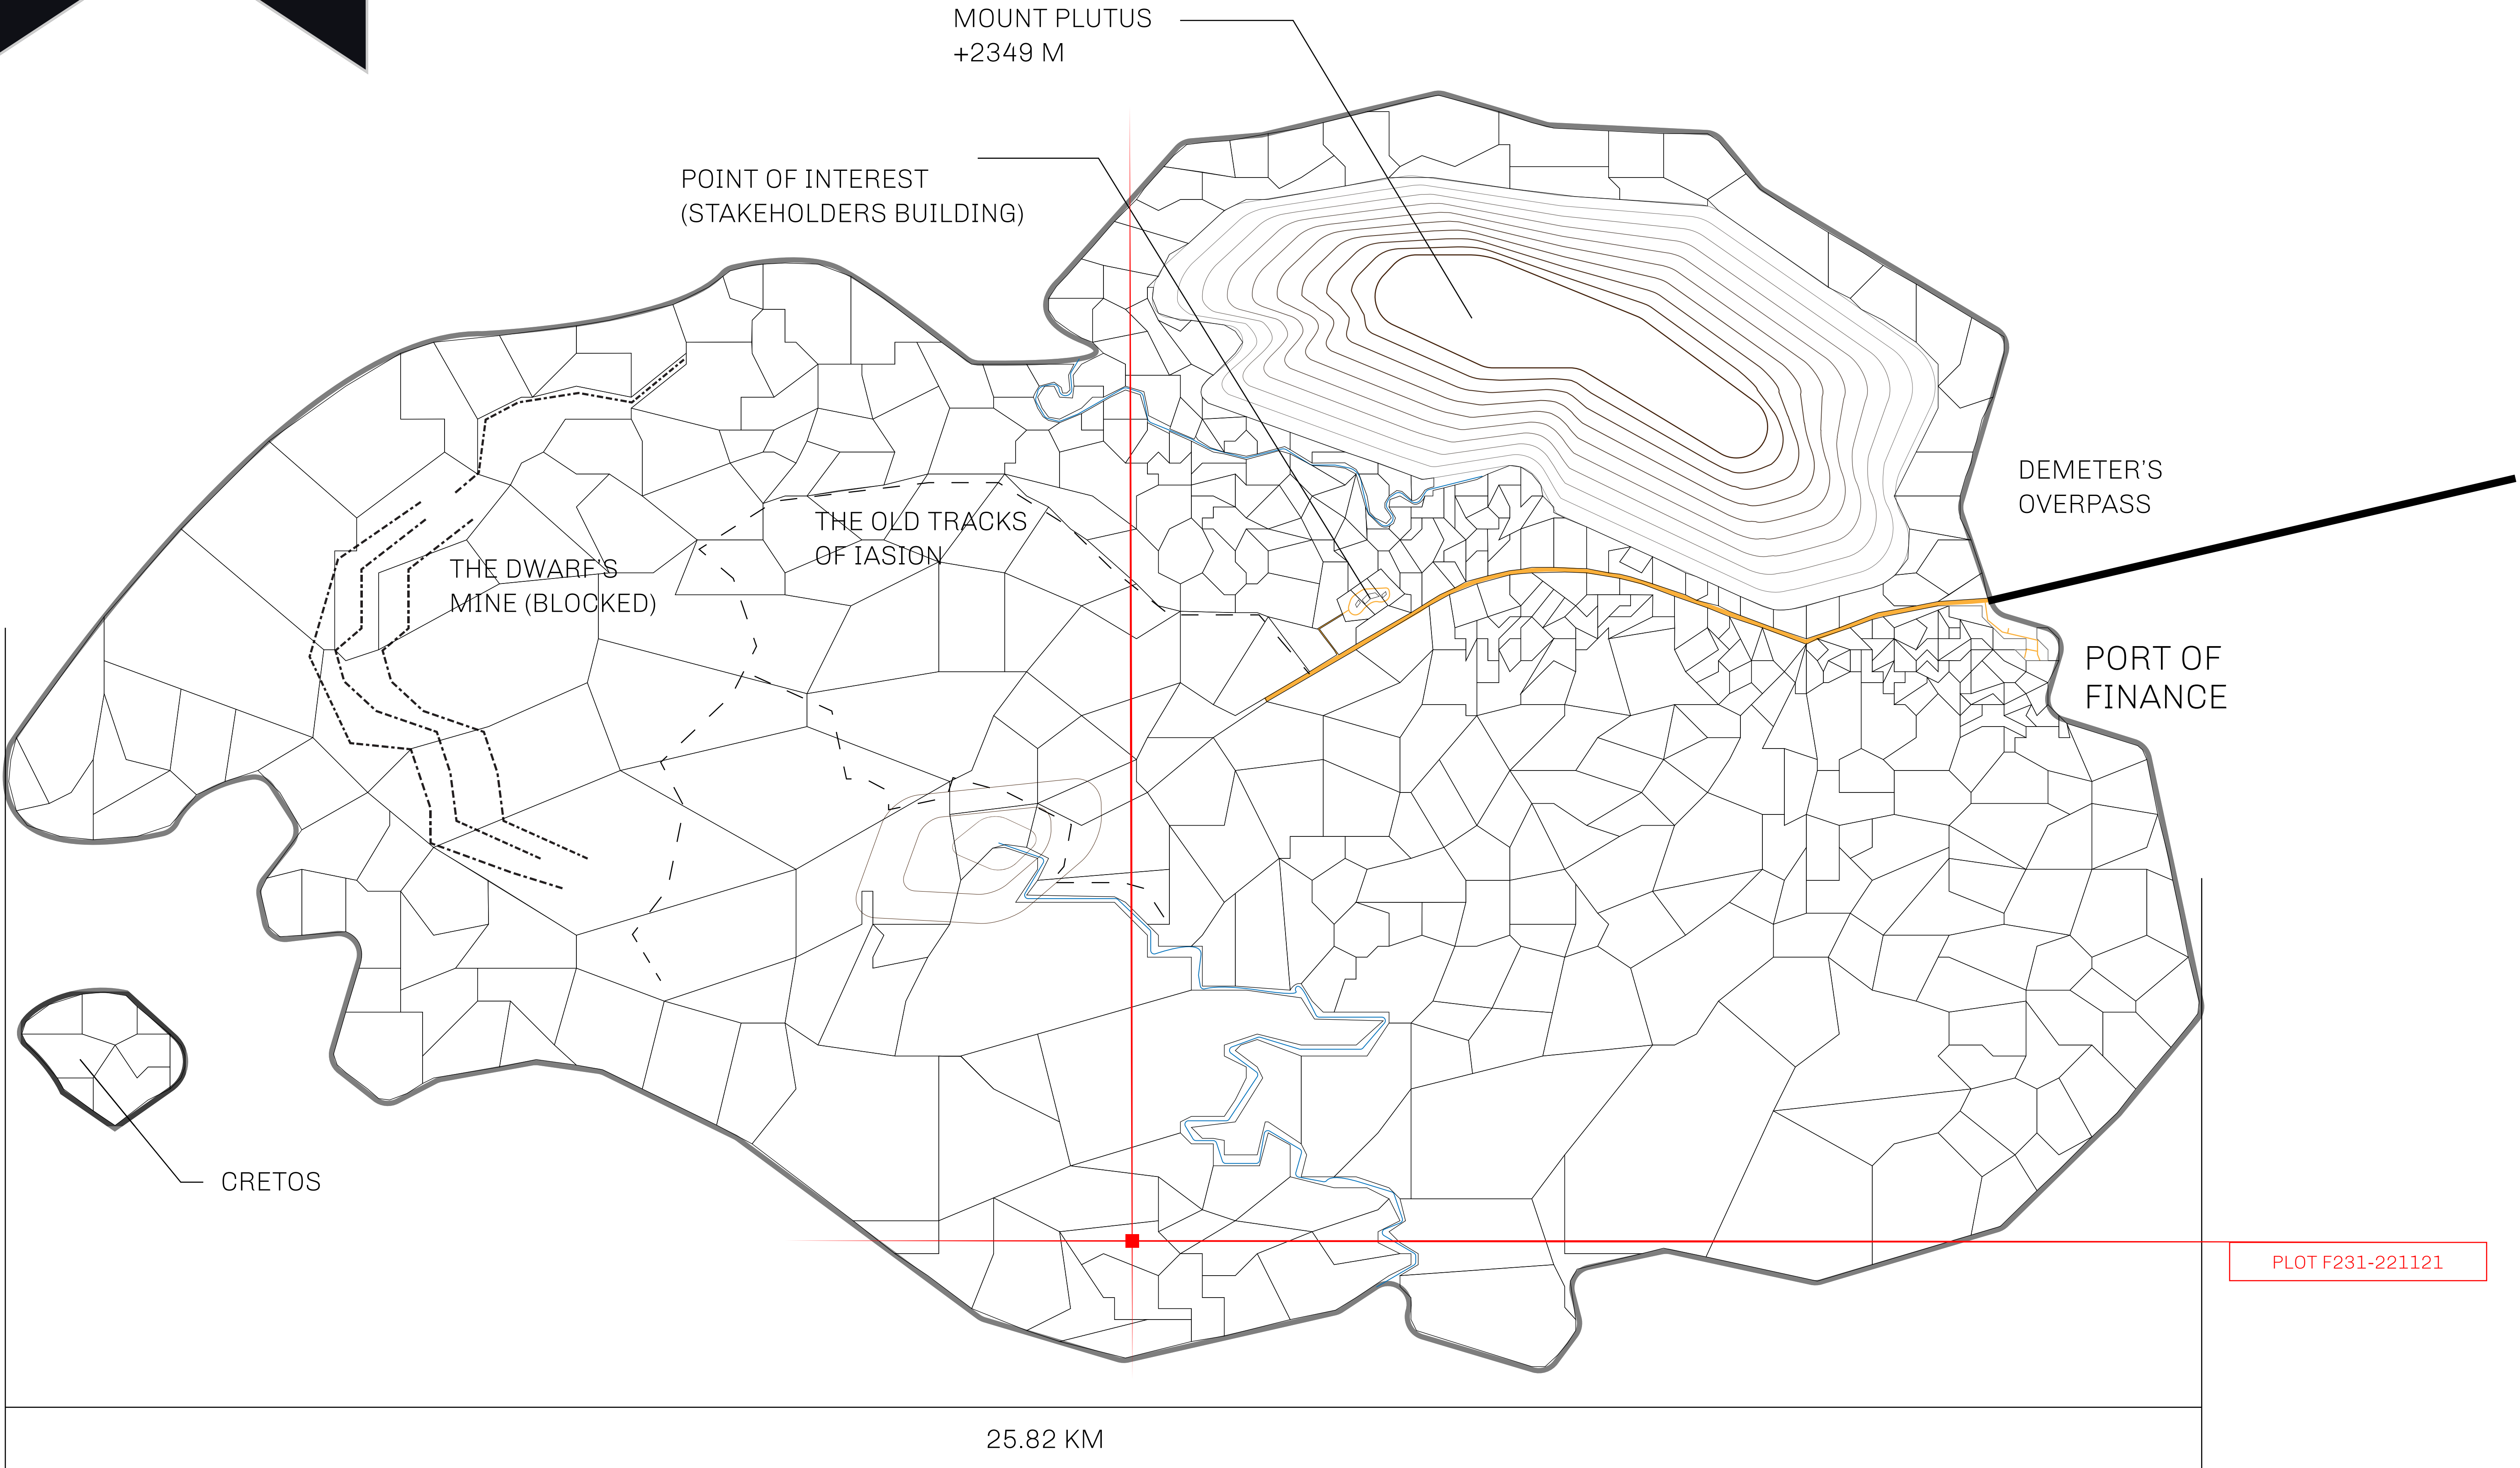 MOUNT PLUTUS
+2349 M
POINT OF INTEREST
(STAKEHOLDERS BUILDING)
DEMETER'S
OVERPASS
THE OLD TRACKS
OF IASION
THE DWARF'S
MINE (BLOCKED)
PORT OF
FINANCE
CRETOS
PLOT F231-221121
25.82 KM